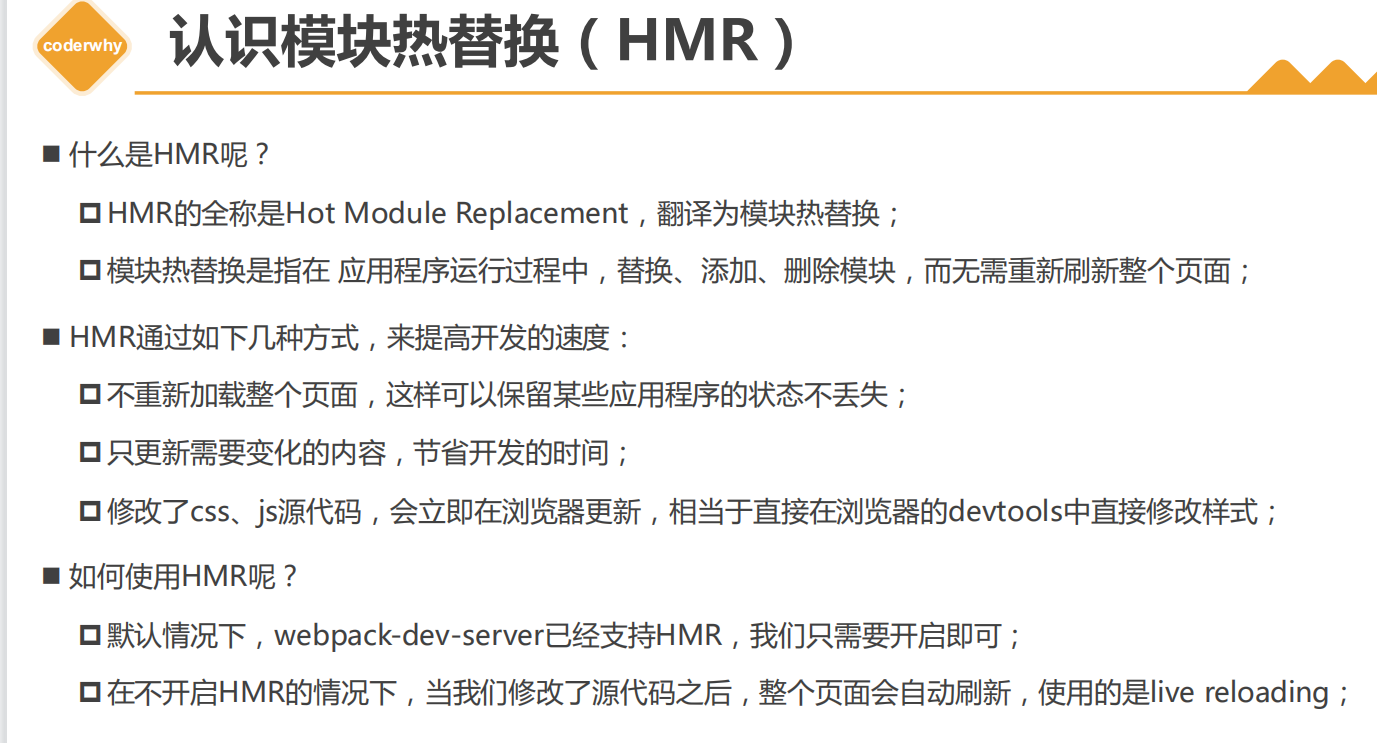 coderwhy
认识模块热替换（HMR）
■ 什么是HMR呢？
HMR的全称是Hot Module Replacement，翻译为模块热替换；
模块热替换是指在 应用程序运行过程中，替换、添加、删除模块，而无需重新刷新整个页面；
■ HMR通过如下几种方式，来提高开发的速度：
不重新加载整个页面，这样可以保留某些应用程序的状态不丢失；
只更新需要变化的内容，节省开发的时间；
修改了css、js源代码，会立即在浏览器更新，相当于直接在浏览器的devtools中直接修改样式；
■ 如何使用HMR呢？
默认情况下，webpack-dev-server已经支持HMR，我们只需要开启即可；
在不开启HMR的情况下，当我们修改了源代码之后，整个页面会自动刷新，使用的是live reloading；